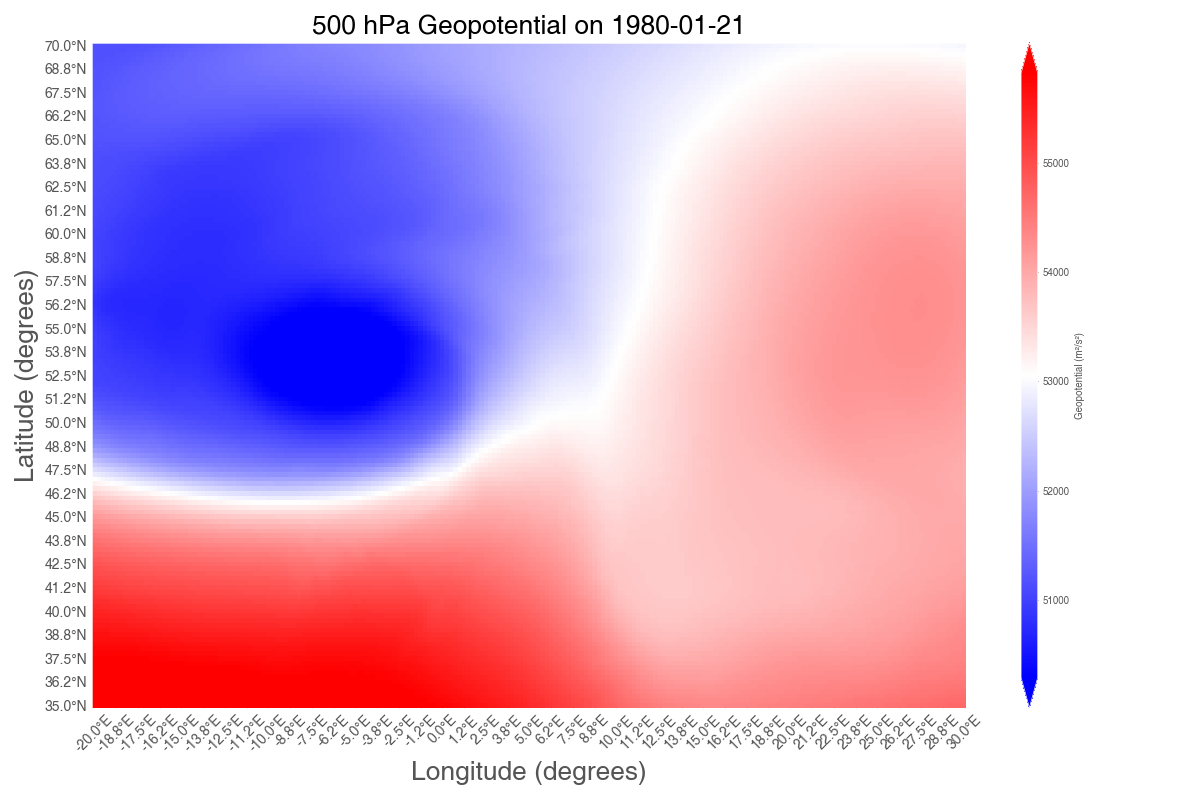 500 hPa Geopotential on 1980-01-21
70.0°N
68.8°N
67.5°N
66.2°N
65.0°N
63.8°N
62.5°N
61.2°N
60.0°N
58.8°N
57.5°N
56.2°N
55.0°N
53.8°N
52.5°N
51.2°N
50.0°N
48.8°N
47.5°N
46.2°N
45.0°N
43.8°N
42.5°N
41.2°N
40.0°N
38.8°N
37.5°N
36.2°N
35.0°N
Latitude (degrees)
-20.0°E
-18.8°E
-17.5°E
-16.2°E
-15.0°E
-13.8°E
-12.5°E
-11.2°E
-10.0°E
-8.8°E
-7.5°E
-6.2°E
-5.0°E
-3.8°E
-2.5°E
-1.2°E
0.0°E
1.2°E
2.5°E
3.8°E
5.0°E
6.2°E
7.5°E
8.8°E
10.0°E
11.2°E
12.5°E
13.8°E
15.0°E
16.2°E
17.5°E
18.8°E
20.0°E
21.2°E
22.5°E
23.8°E
25.0°E
26.2°E
27.5°E
28.8°E
30.0°E
Longitude (degrees)
55000
54000
53000
52000
51000
Geopotential (m²/s²)